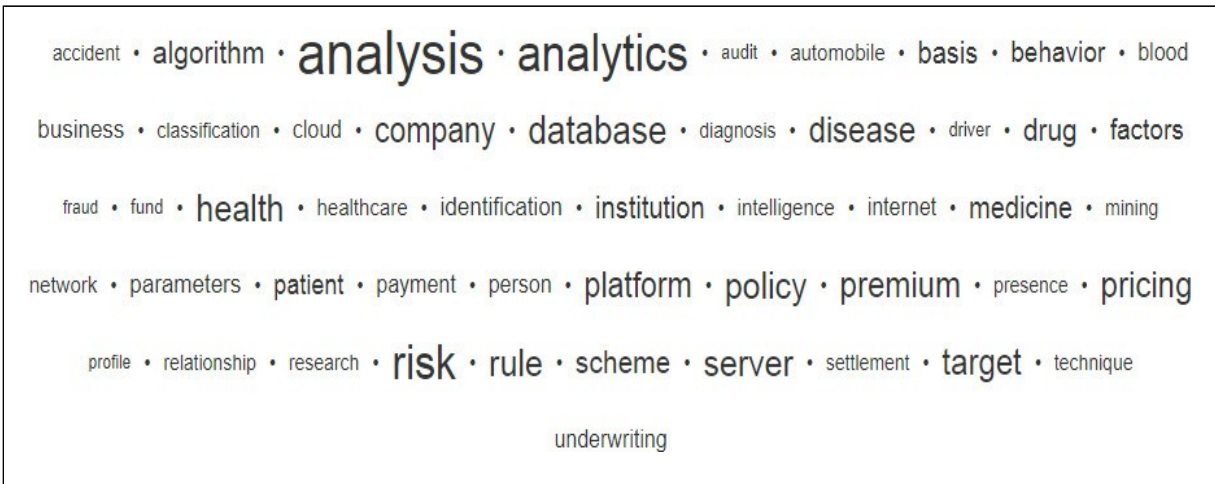 accident • algorithm • analysis • analytics • audit • automobile • basis • behavior • blood
business • classification • cloud • company • database • diagnosis • disease • driver • drug • factors
fraud • fund • health • healthcare • identification • institution • intelligence • internet • medicine • mining
network • parameters • patient • payment • person • platform • policy • premium • presence • pricing
profile • relationship • research • risk • rule • scheme • server • settlement • target • technique
underwriting